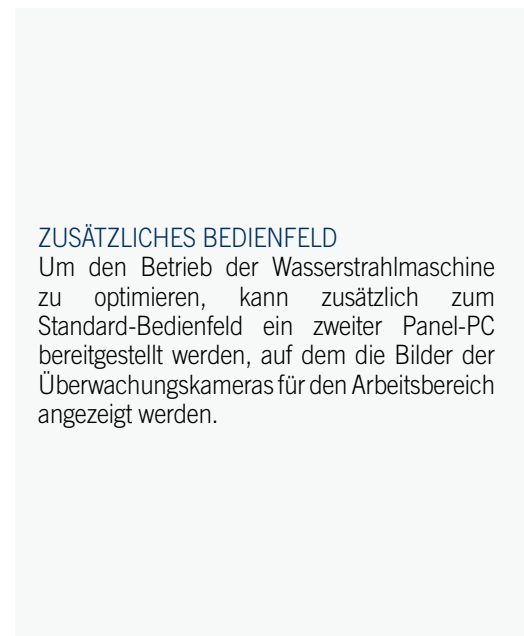 ZUSÄTZLICHES BEDIENFELD
Um den Betrieb der Wasserstrahlmaschine
zu optimieren, kann zusätzlich zum
Standard-Bedienfeld ein zweiter Panel-PC
bereitgestellt werden, auf dem die Bilder der
Überwachungskameras für den Arbeitsbereich
angezeigt werden.